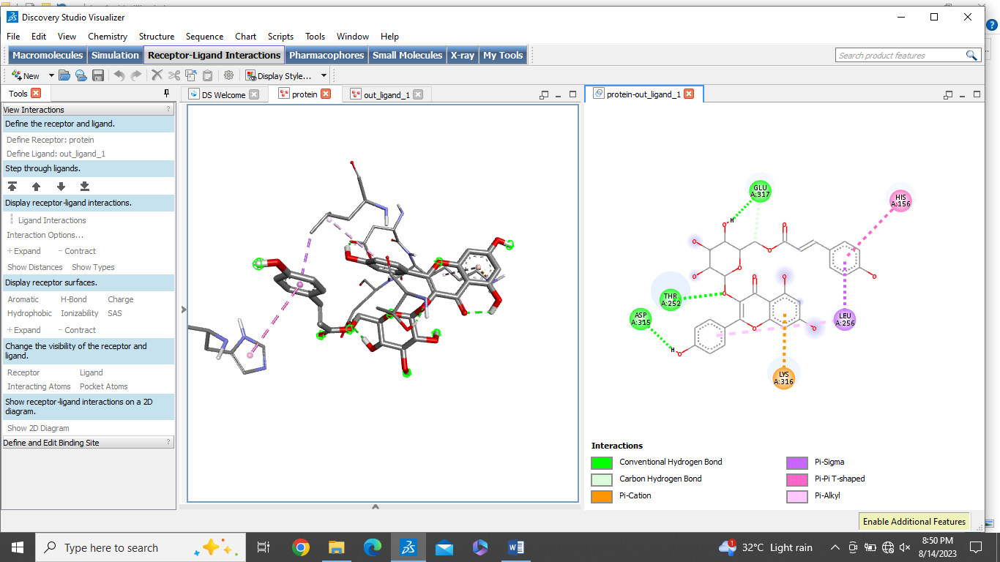 Discovery Studio Visualizer
File Edit View Chemistry Structure Sequence Chart Scripts Tools Window Help
Macromolecules Simulation Receptor-Ligand Interactions Pharmacophores Small Molecules X-ray My Tools
Search product features
New Display Style...
Tools
DS Welcome protein out_ligand_1
protein-out_ligand_1
View Interactions ?
Define the receptor and ligand.
Define Receptor: protein
Define Ligand: out_ligand_1
Step through ligands.
Display receptor-ligand interactions.
Ligand Interactions
Interaction Options...
+ Expand - Contract
Show Distances Show Types
Display receptor surfaces.
Aromatic H-Bond Charge
Hydrophobic Ionizability SAS
+ Expand - Contract
Change the visibility of the receptor and
ligand.
Receptor Ligand
Interacting Atoms Pocket Atoms
Show receptor-ligand interactions on a 2D
diagram.
Show 2D Diagram
Define and Edit Binding Site ?
GLU
A:317
HIS
A:156
THR
A:252
ASP
A:315
LEU
A:256
LYS
A:316
Interactions
Conventional Hydrogen Bond
Carbon Hydrogen Bond
Pi-Cation
Pi-Sigma
Pi-Pi T-shaped
Pi-Alkyl
Enable Additional Features
Type here to search
32°C Light rain
8:50 PM
8/14/2023